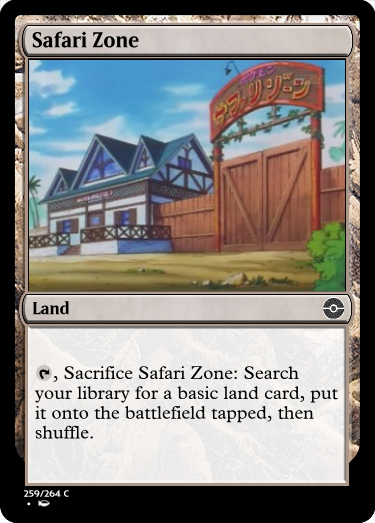 Safari Zone
Land
, Sacrifice Safari Zone: Search
your library for a basic land card, put
it onto the battlefield tapped, then
shuffle.
259/264 C